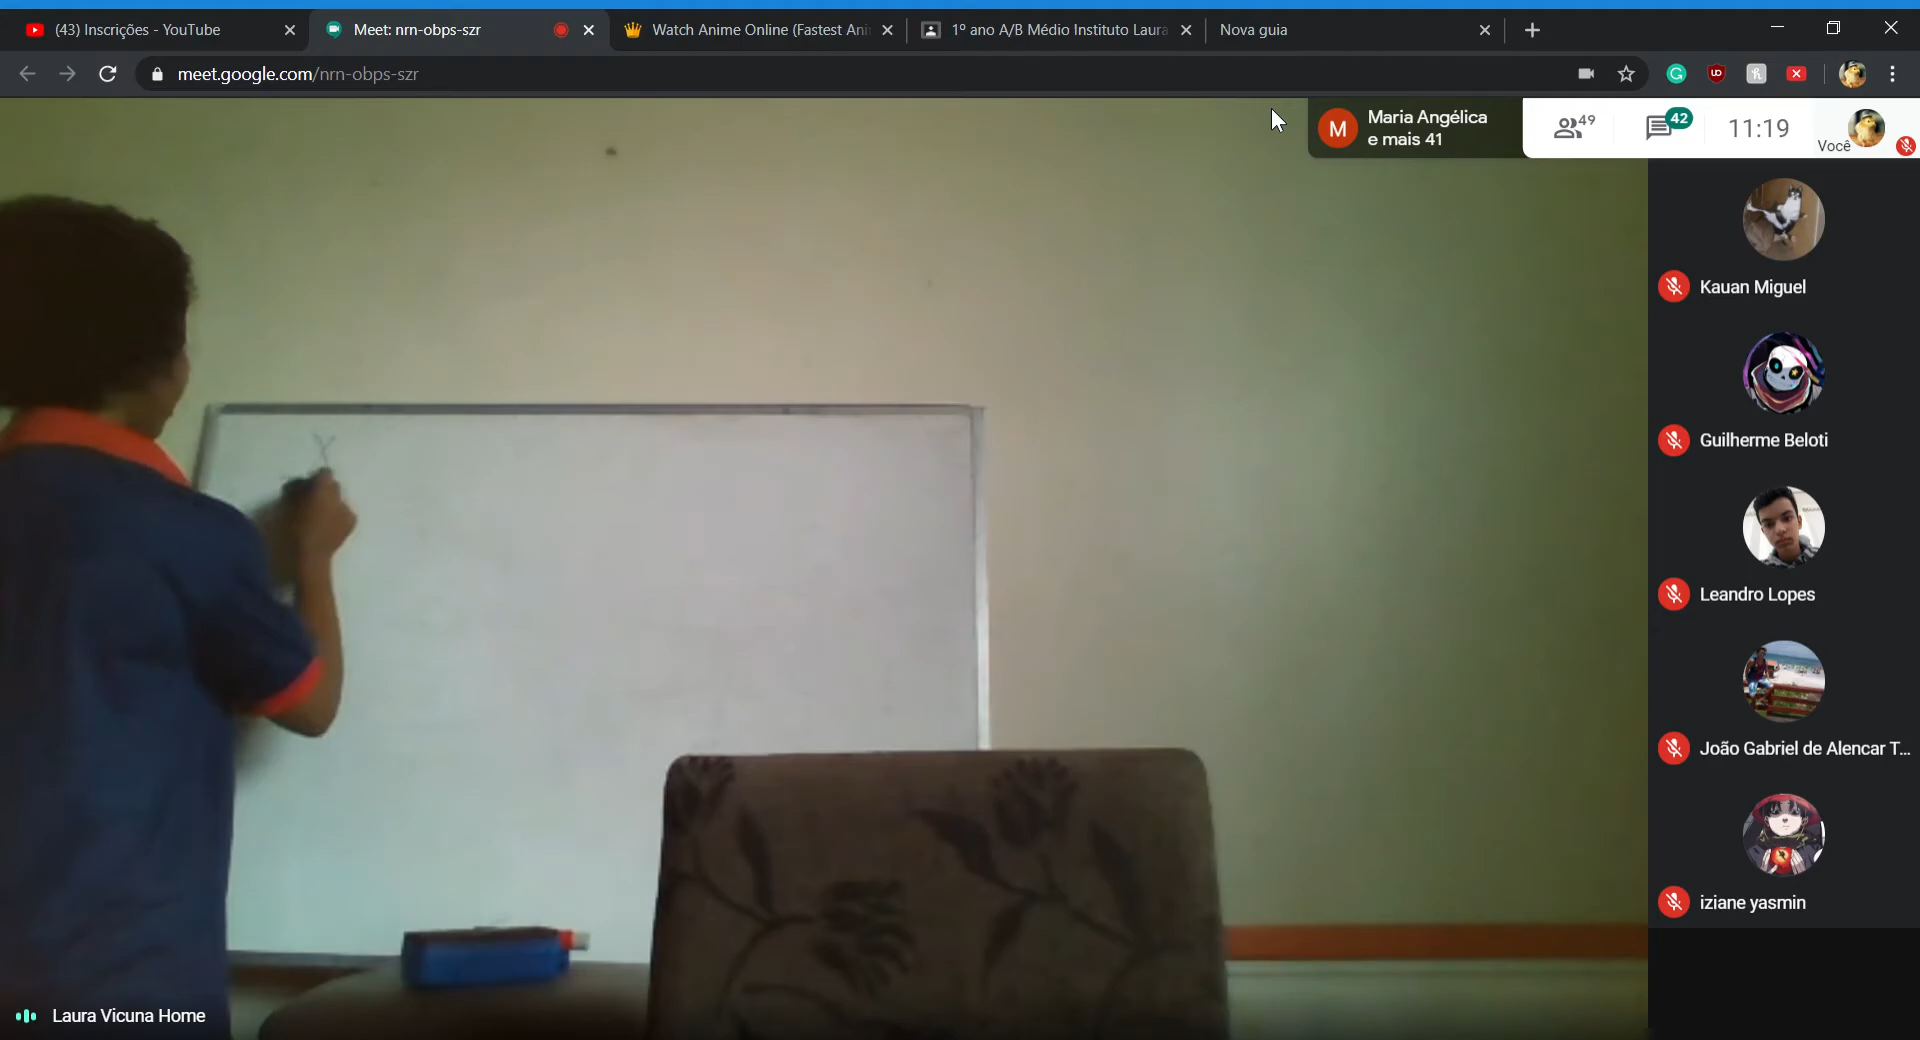 (43) Inscrições - YouTube
Meet: nrn-obps-szr
Watch Anime Online (Fastest Ani
1º ano A/B Médio Instituto Laura
Nova guia
meet.google.com/nrn-obps-szr
Maria Angélica
e mais 41
M
49
42
11:19
Você
Kauan Miguel
Guilherme Beloti
Leandro Lopes
João Gabriel de Alencar T...
iziane yasmin
Y
Laura Vicuna Home